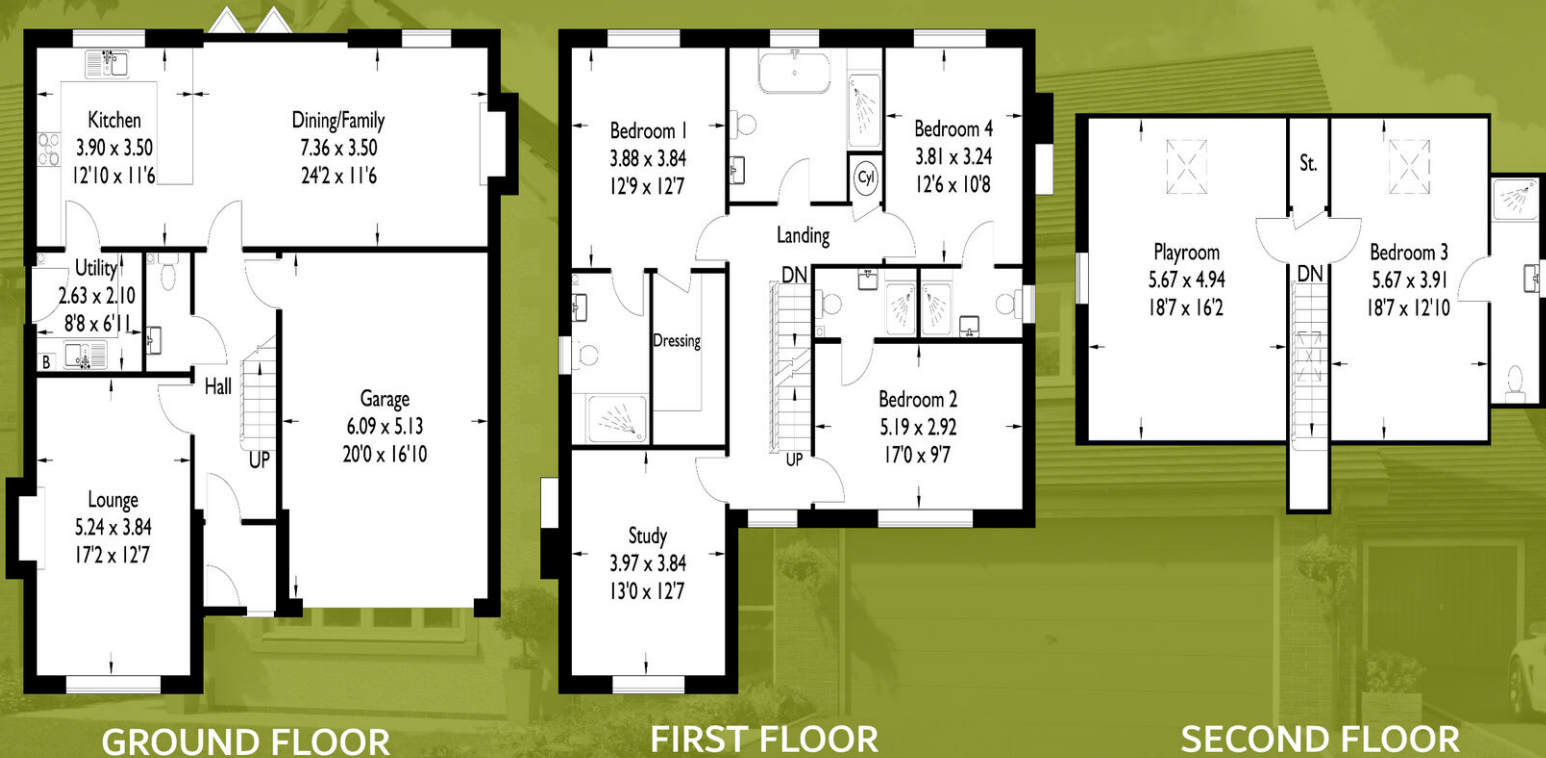 Kitchen
3.90 x 3.50
12'10 x 11'6
Dining/Family
7.36 x 3.50
24'2 x 11'6
Utility
2.63 x 2.10
8'8 x 6'11
B
Hall
UP
Garage
6.09 x 5.13
20'0 x 16'10
Lounge
5.24 x 3.84
17'2 x 12'7
GROUND FLOOR
Bedroom 1
3.88 x 3.84
12'9 x 12'7
Cyl
Bedroom 4
3.81 x 3.24
12'6 x 10'8
Landing
DN
Dressing
UP
Bedroom 2
5.19 x 2.92
17'0 x 9'7
Study
3.97 x 3.84
13'0 x 12'7
FIRST FLOOR
St.
Playroom
5.67 x 4.94
18'7 x 16'2
DN
Bedroom 3
5.67 x 3.91
18'7 x 12'10
SECOND FLOOR